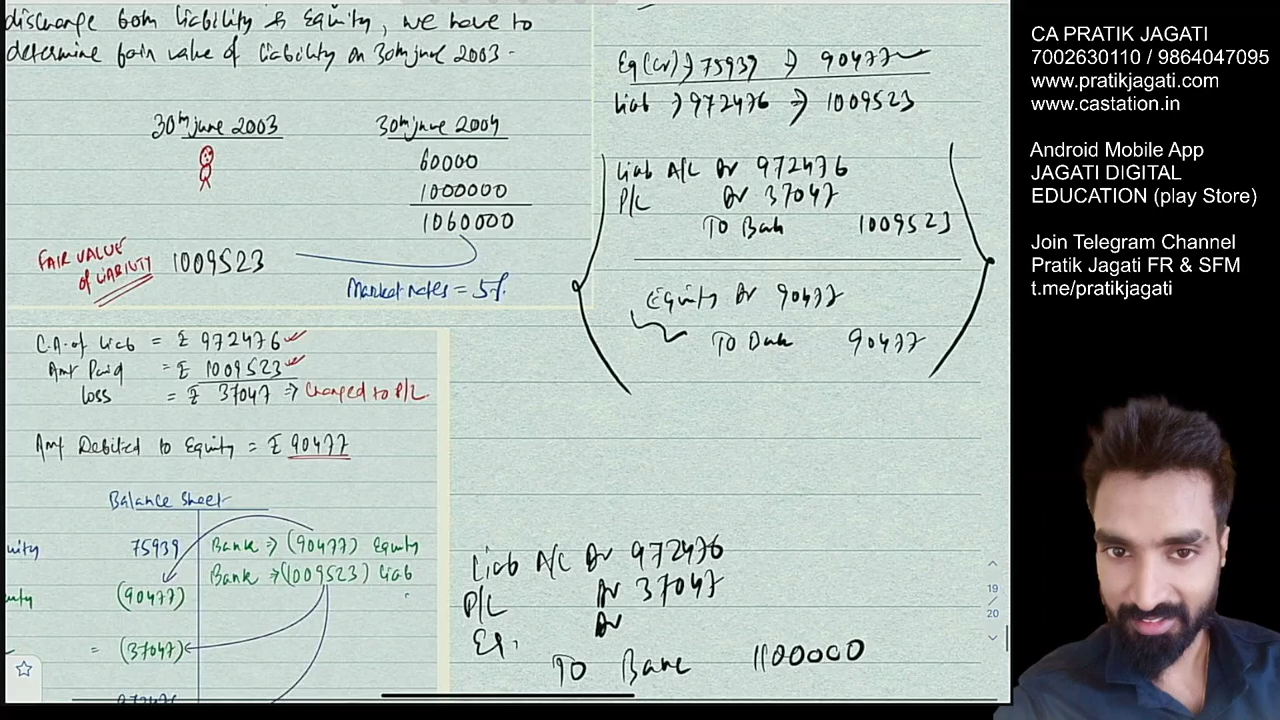 discharge both liability & Equity, we have to
determine fair value of liability on 30th june 2003 -
30th june 2003
30th june 2004
60000
1000000
1060000
FAIR VALUE
of LIABILITY
1009523
Market rates = 5%
C.A. of Liab = ₹ 972476
Amt Paid = ₹ 1009523
loss = ₹ 37047 => Charged to P/L
Amt Debited to Equity = ₹ 90477
Balance Sheet
uity 75939
uity (90477)
= (37047)
972476
Bank => (90477) Equity
Bank => (1009523) Liab
Eq (Cr) => 75939 => 90477
Liab => 972476 => 1009523
Liab A/C Dr 972476
P/L Dr 37047
To Bank 1009523
Equity Dr 90477
To Bank 90477
Liab A/C Dr 972476
P/L Dr 37047
Eq. Dr
To Bank 1100000
19
/
20
CA PRATIK JAGATI
7002630110 / 9864047095
www.pratikjagati.com
www.castation.in
Android Mobile App
JAGATI DIGITAL
EDUCATION (play Store)
Join Telegram Channel
Pratik Jagati FR & SFM
t.me/pratikjagati